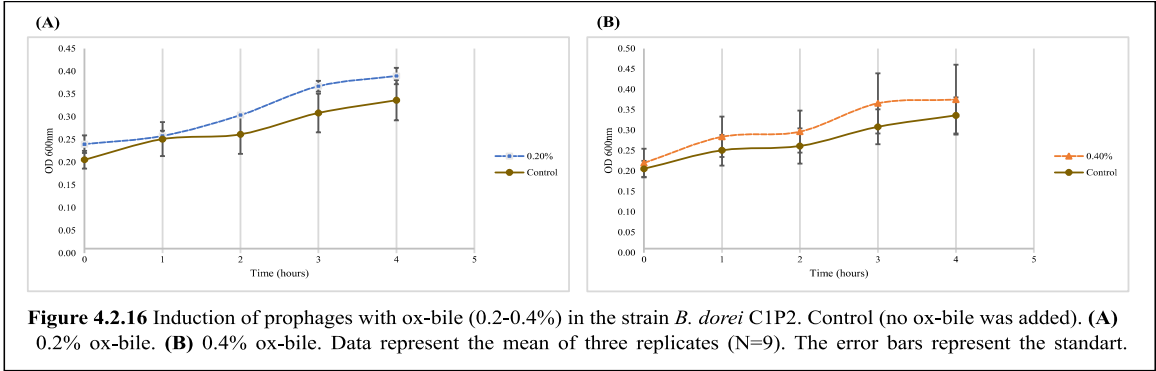 (A)
(B)
0.45
0.40
0.35
0.30
0.25
0.20
0.15
0.10
0.05
0.00
OD 600nm
0 1 2 3 4 5
Time (hours)
0.20%
Control
0.50
0.45
0.40
0.35
0.30
0.25
0.20
0.15
0.10
0.05
0.00
OD 600nm
0 1 2 3 4 5
Time (hours)
0.40%
Control
Figure 4.2.16 Induction of prophages with ox-bile (0.2-0.4%) in the strain B. dorei C1P2. Control (no ox-bile was added). (A)
0.2% ox-bile. (B) 0.4% ox-bile. Data represent the mean of three replicates (N=9). The error bars represent the standart.